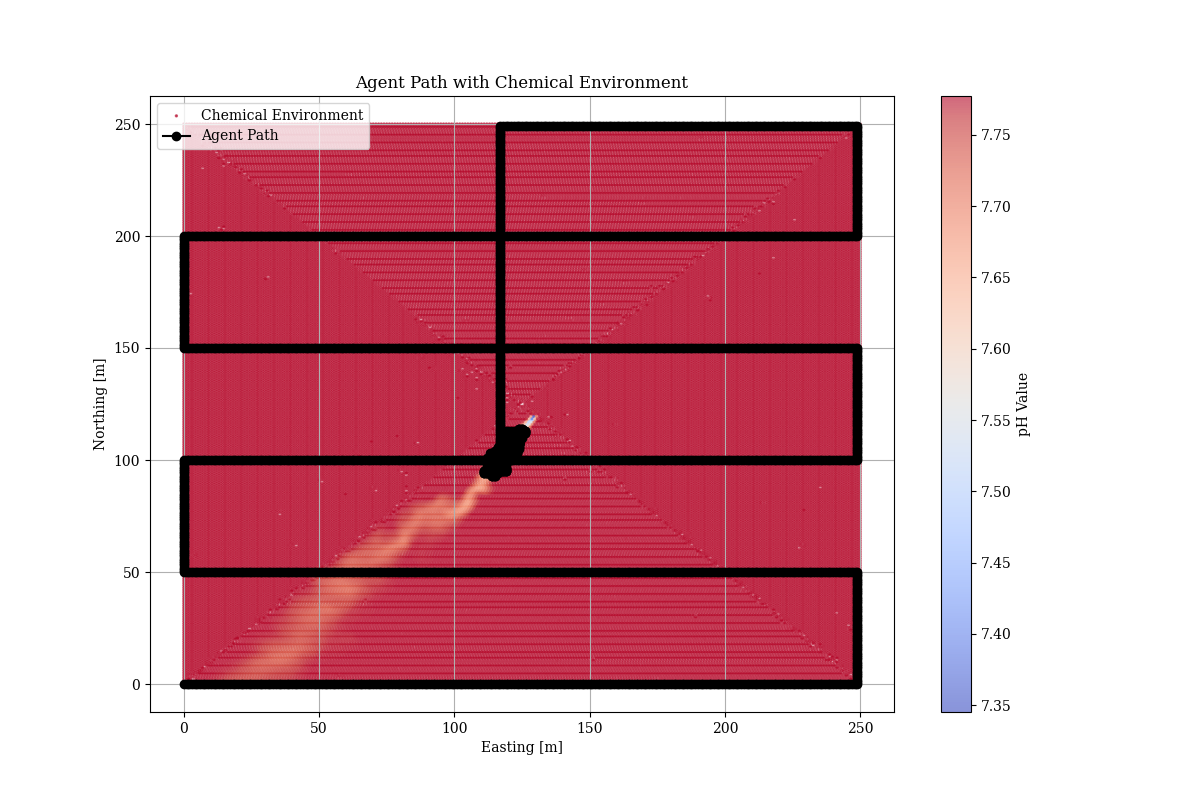 Agent Path with Chemical Environment
Chemical Environment
Agent Path
250
200
150
100
50
0
Northing [m]
0 50 100 150 200 250
Easting [m]
7.75
7.70
7.65
7.60
7.55
7.50
7.45
7.40
7.35
pH Value